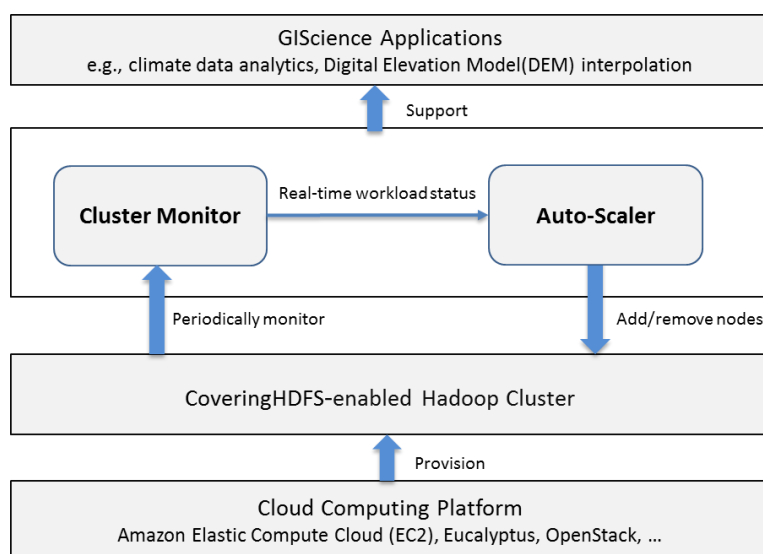 GIScience Applications
e.g., climate data analytics, Digital Elevation Model(DEM) interpolation
Support
Cluster Monitor
Real-time workload status
Auto-Scaler
Periodically monitor
Add/remove nodes
CoveringHDFS-enabled Hadoop Cluster
Provision
Cloud Computing Platform
Amazon Elastic Compute Cloud (EC2), Eucalyptus, OpenStack, ...